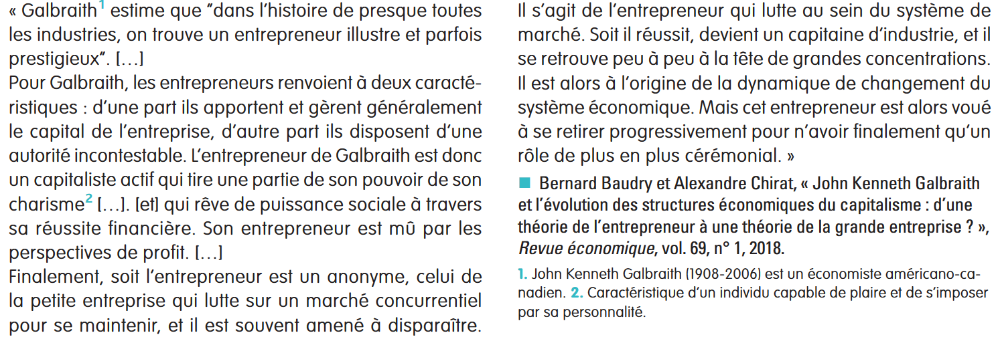 « Galbraith1 estime que ″dans l’histoire de presque toutes
les industries, on trouve un entrepreneur illustre et parfois
prestigieux″. […]
Pour Galbraith, les entrepreneurs renvoient à deux caracté-
ristiques : d’une part ils apportent et gèrent généralement
le capital de l’entreprise, d’autre part ils disposent d’une
autorité incontestable. L’entrepreneur de Galbraith est donc
un capitaliste actif qui tire une partie de son pouvoir de son
charisme2 […]. [et] qui rêve de puissance sociale à travers
sa réussite financière. Son entrepreneur est mû par les
perspectives de profit. […]
Finalement, soit l’entrepreneur est un anonyme, celui de
la petite entreprise qui lutte sur un marché concurrentiel
pour se maintenir, et il est souvent amené à disparaître.
Il s’agit de l’entrepreneur qui lutte au sein du système de
marché. Soit il réussit, devient un capitaine d’industrie, et il
se retrouve peu à peu à la tête de grandes concentrations.
Il est alors à l’origine de la dynamique de changement du
système économique. Mais cet entrepreneur est alors voué
à se retirer progressivement pour n’avoir finalement qu’un
rôle de plus en plus cérémonial. »
■ Bernard Baudry et Alexandre Chirat, « John Kenneth Galbraith
et l’évolution des structures économiques du capitalisme : d’une
théorie de l’entrepreneur à une théorie de la grande entreprise ? »,
Revue économique, vol. 69, n° 1, 2018.
1. John Kenneth Galbraith (1908-2006) est un économiste américano-ca-
nadien. 2. Caractéristique d’un individu capable de plaire et de s’imposer
par sa personnalité.